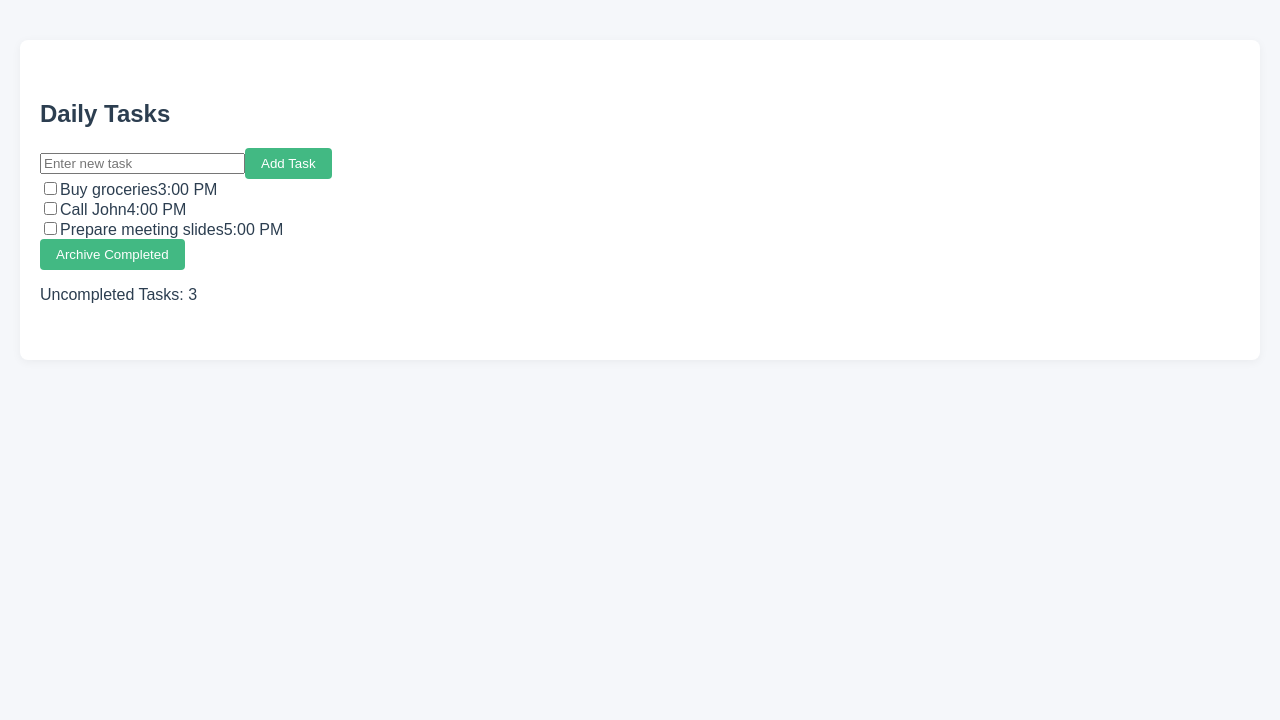 Daily Tasks
Enter new task Add Task
Buy groceries3:00 PM
Call John4:00 PM
Prepare meeting slides5:00 PM
Archive Completed
Uncompleted Tasks: 3